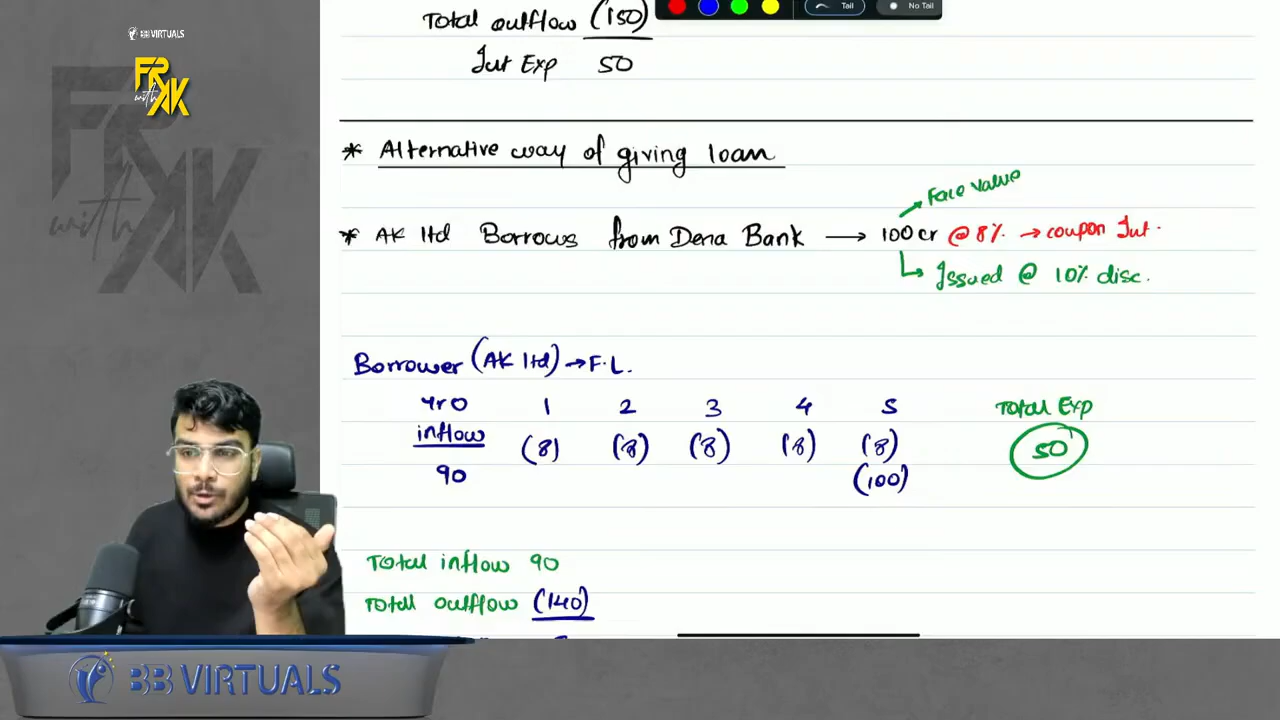 BB VIRTUALS
FR
with
AK
Tail
No Tail
Total outflow (150)
Int Exp 50
* Alternative way of giving loan
Face value
* AK ltd Borrows from Dena Bank → 100 cr @ 8% → coupon Int.
Issued @ 10% disc.
Borrower (AK ltd) → F.L.
Yr 0 1 2 3 4 5 Total Exp
inflow (8) (8) (8) (8) (8) 50
90 (100)
Total inflow 90
Total outflow (140)
BB VIRTUALS